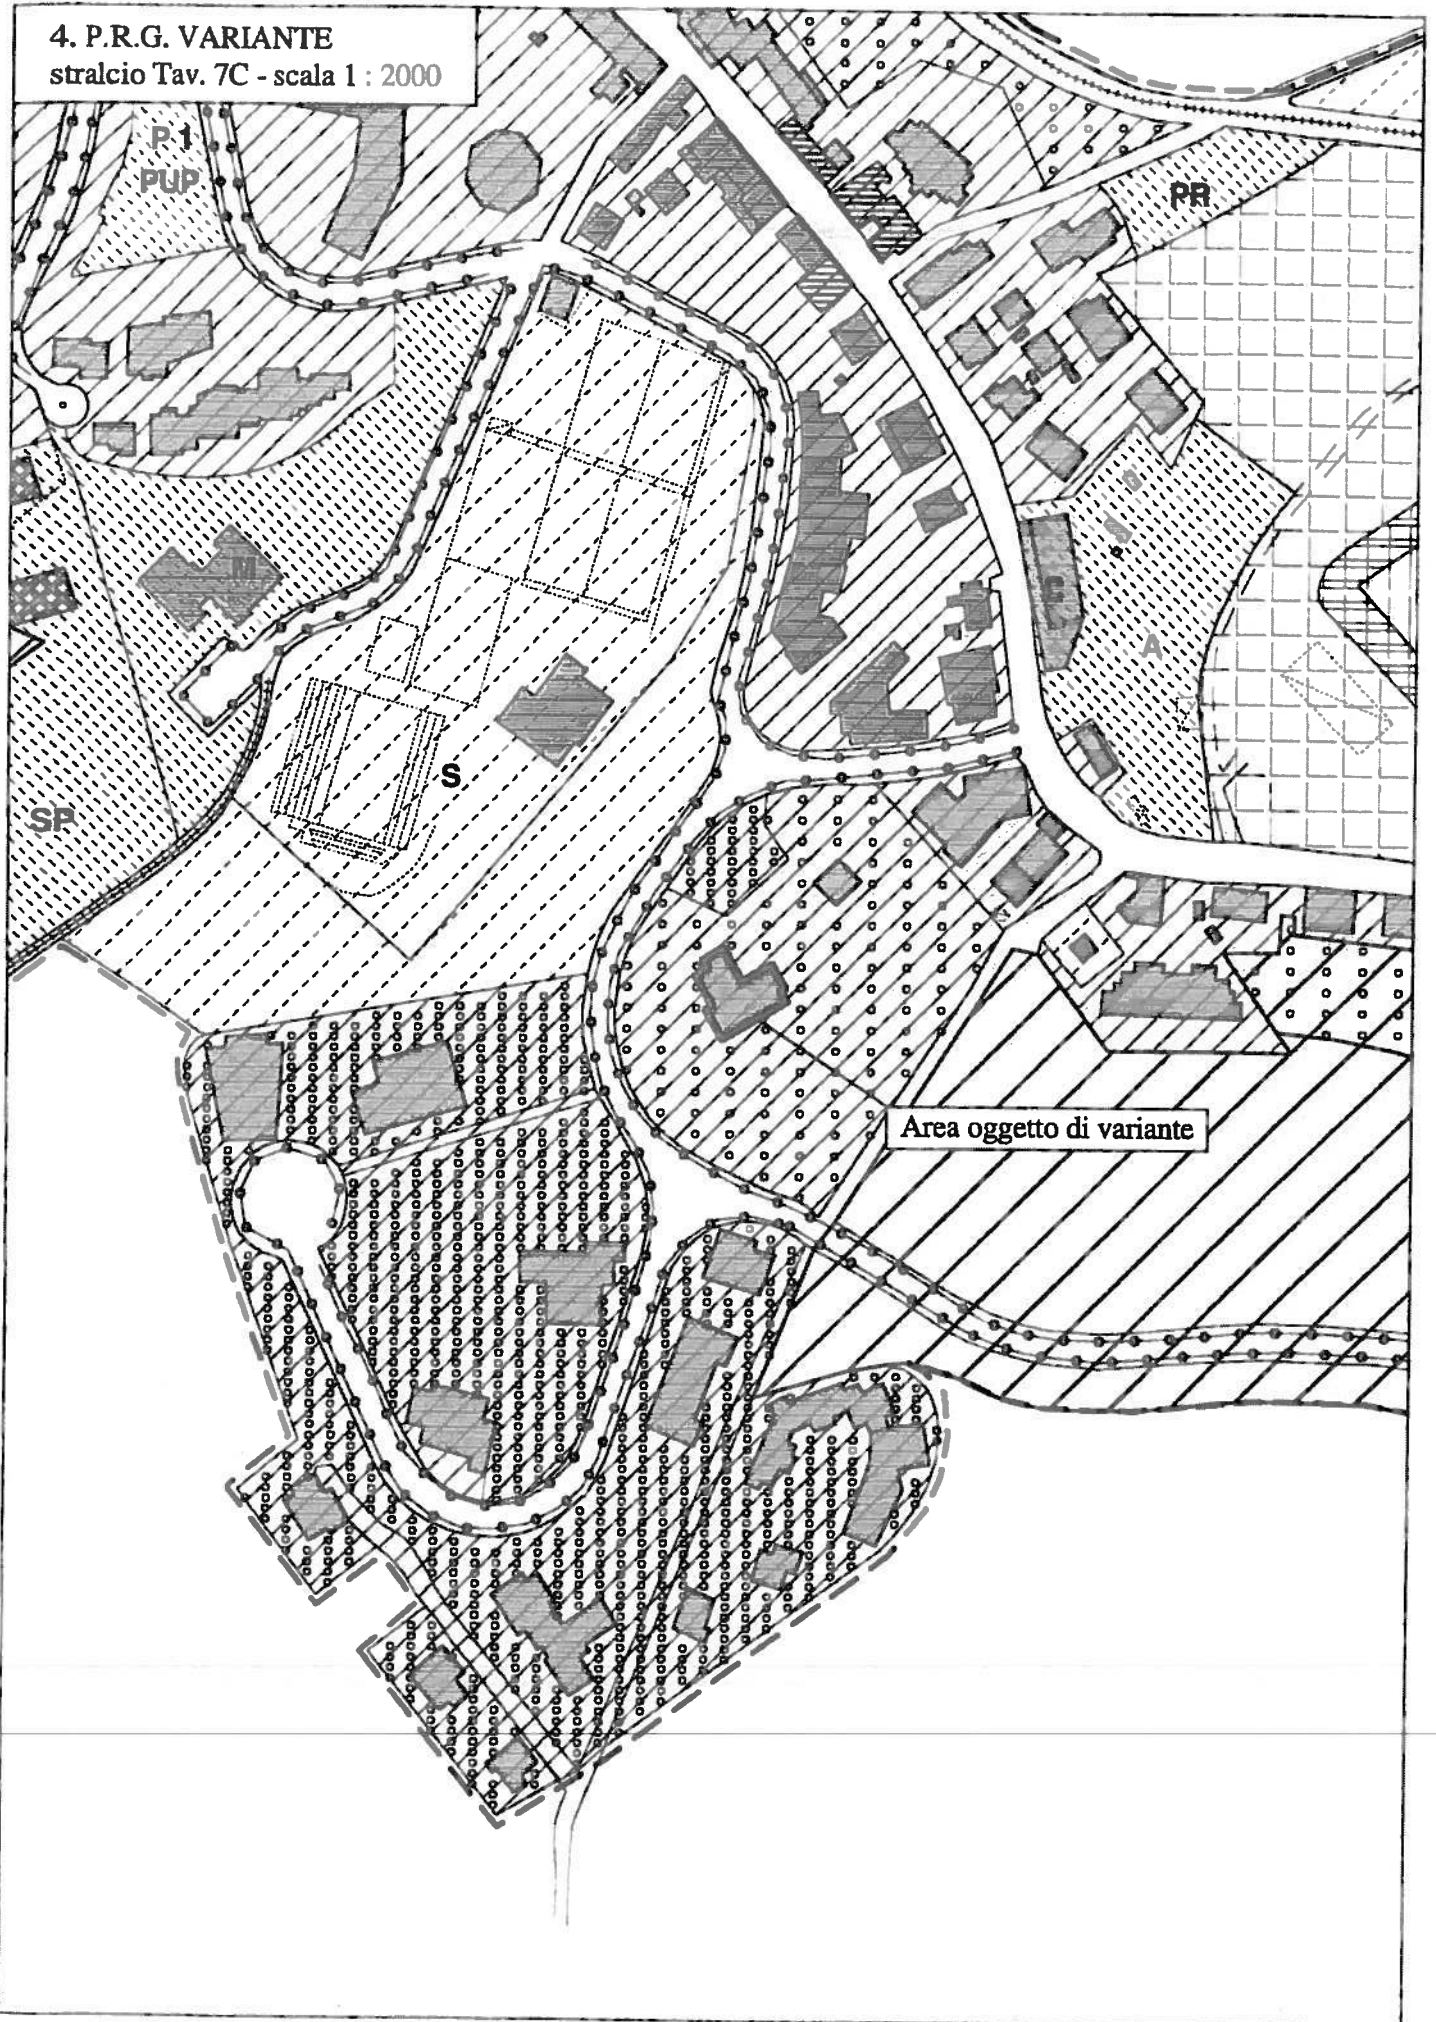 4. P.R.G. VARIANTE
stralcio Tav. 7C - scala 1 : 2000
P 1
PUP
PR
G
M
C
A
S
SP
Area oggetto di variante